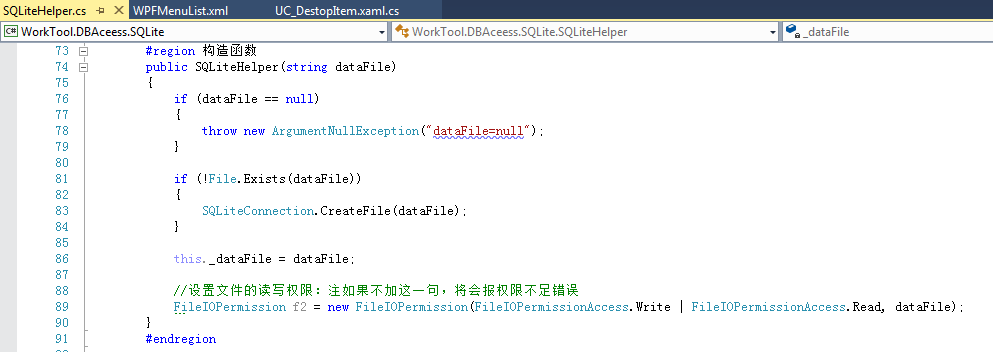 SQLiteHelper.cs WPFMenuList.xml UC_DestopItem.xaml.cs
C# WorkTool.DBAceess.SQLite WorkTool.DBAceess.SQLite.SQLiteHelper _dataFile
73 #region 构造函数
74 public SQLiteHelper(string dataFile)
75 {
76 if (dataFile == null)
77 {
78 throw new ArgumentNullException("dataFile=null");
79 }
80
81 if (!File.Exists(dataFile))
82 {
83 SQLiteConnection.CreateFile(dataFile);
84 }
85
86 this._dataFile = dataFile;
87
88 //设置文件的读写权限：注如果不加这一句，将会报权限不足错误
89 FileIOPermission f2 = new FileIOPermission(FileIOPermissionAccess.Write | FileIOPermissionAccess.Read, dataFile);
90 }
91 #endregion